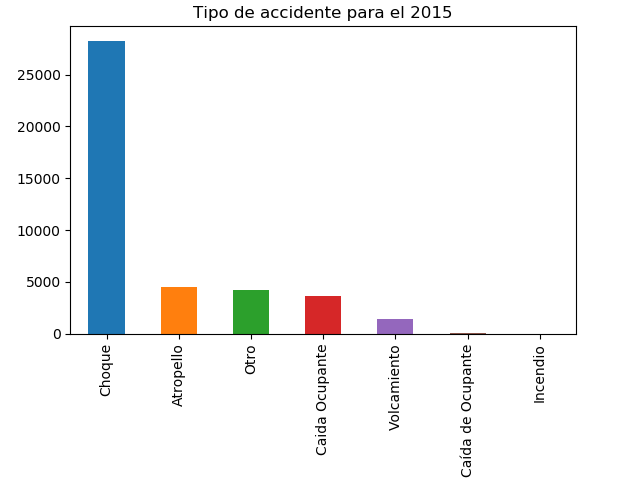 Tipo de accidente para el 2015
25000
20000
15000
10000
5000
0
Choque
Atropello
Otro
Caida Ocupante
Volcamiento
Caída de Ocupante
Incendio